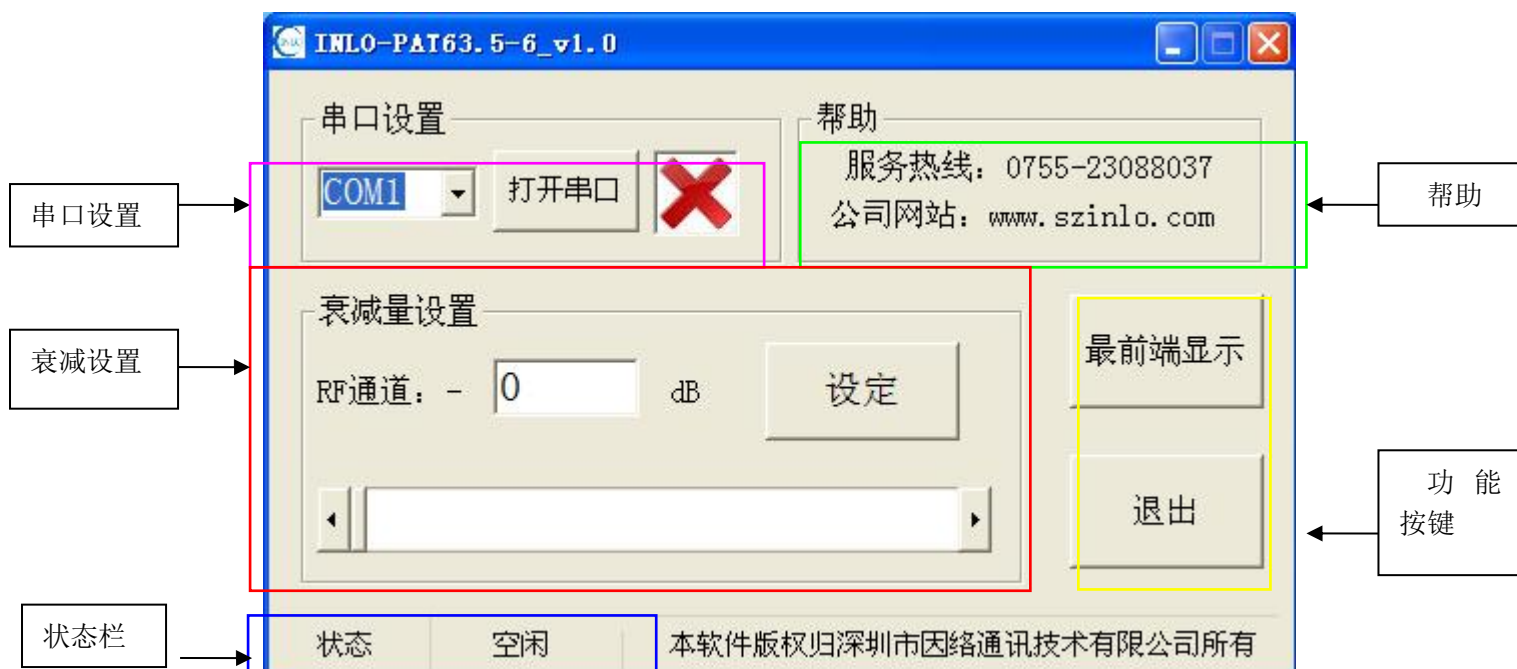 INLO-PAT63.5-6_v1.0
串口设置
帮助
服务热线：0755-23088037
COM1
打开串口
公司网站：www.szinlo.com
串口设置
帮助
衰减量设置
最前端显示
衰减设置
RF通道：-
0
dB
设定
退出
功能
按键
状态栏
状态
空闲
本软件版权归深圳市因络通讯技术有限公司所有